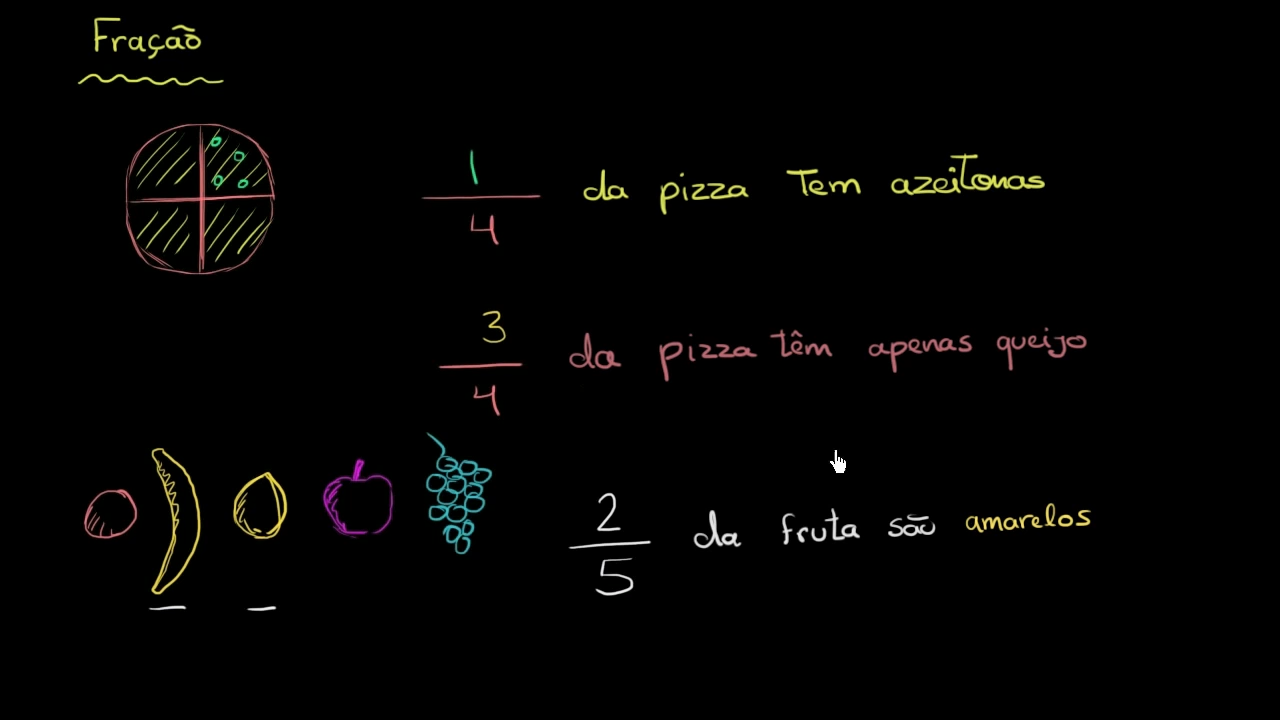 Fração
1/4 da pizza Tem azeitonas
3/4 da pizza têm apenas queijo
2/5 da fruta são amarelos